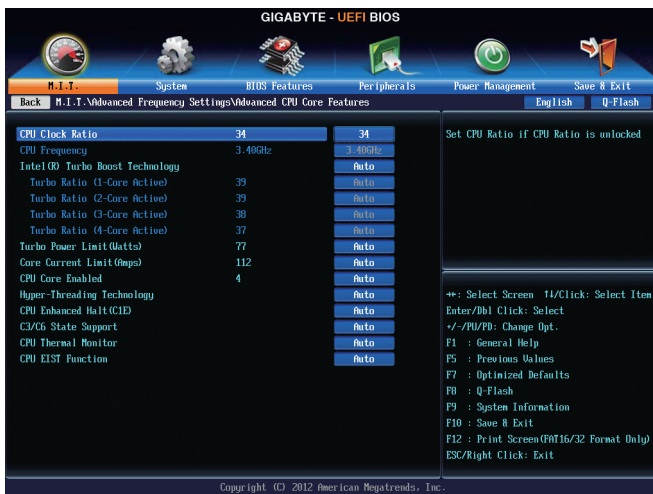 GIGABYTE - UEFI BIOS
M.I.T. System BIOS Features Peripherals Power Management Save & Exit
Back M.I.T.\Advanced Frequency Settings\Advanced CPU Core Features English Q-Flash
CPU Clock Ratio 34 34
CPU Frequency 3.40GHz 3.40GHz
Intel(R) Turbo Boost Technology Auto
Turbo Ratio (1-Core Active) 39 Auto
Turbo Ratio (2-Core Active) 39 Auto
Turbo Ratio (3-Core Active) 38 Auto
Turbo Ratio (4-Core Active) 37 Auto
Turbo Power Limit(Watts) 77 Auto
Core Current Limit(Amps) 112 Auto
CPU Core Enabled 4 Auto
Hyper-Threading Technology Auto
CPU Enhanced Halt(C1E) Auto
C3/C6 State Support Auto
CPU Thermal Monitor Auto
CPU EIST Function Auto
Set CPU Ratio if CPU Ratio is unlocked
→←: Select Screen ↑↓/Click: Select Item
Enter/Dbl Click: Select
+/-/PU/PD: Change Opt.
F1 : General Help
F5 : Previous Values
F7 : Optimized Defaults
F8 : Q-Flash
F9 : System Information
F10 : Save & Exit
F12 : Print Screen(FAT16/32 Format Only)
ESC/Right Click: Exit
Copyright (C) 2012 American Megatrends, Inc.